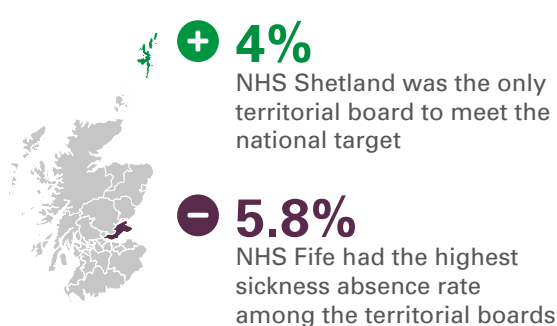 4%
NHS Shetland was the only
territorial board to meet the
national target
5.8%
NHS Fife had the highest
sickness absence rate
among the territorial boards